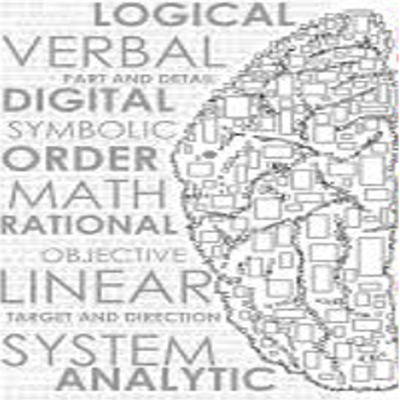 LOGICAL
VERBAL
PART AND DETAIL
DIGITAL
SYMBOLIC
ORDER
MATH
RATIONAL
OBJECTIVE
LINEAR
TARGET AND DIRECTION
SYSTEM
ANALYTIC